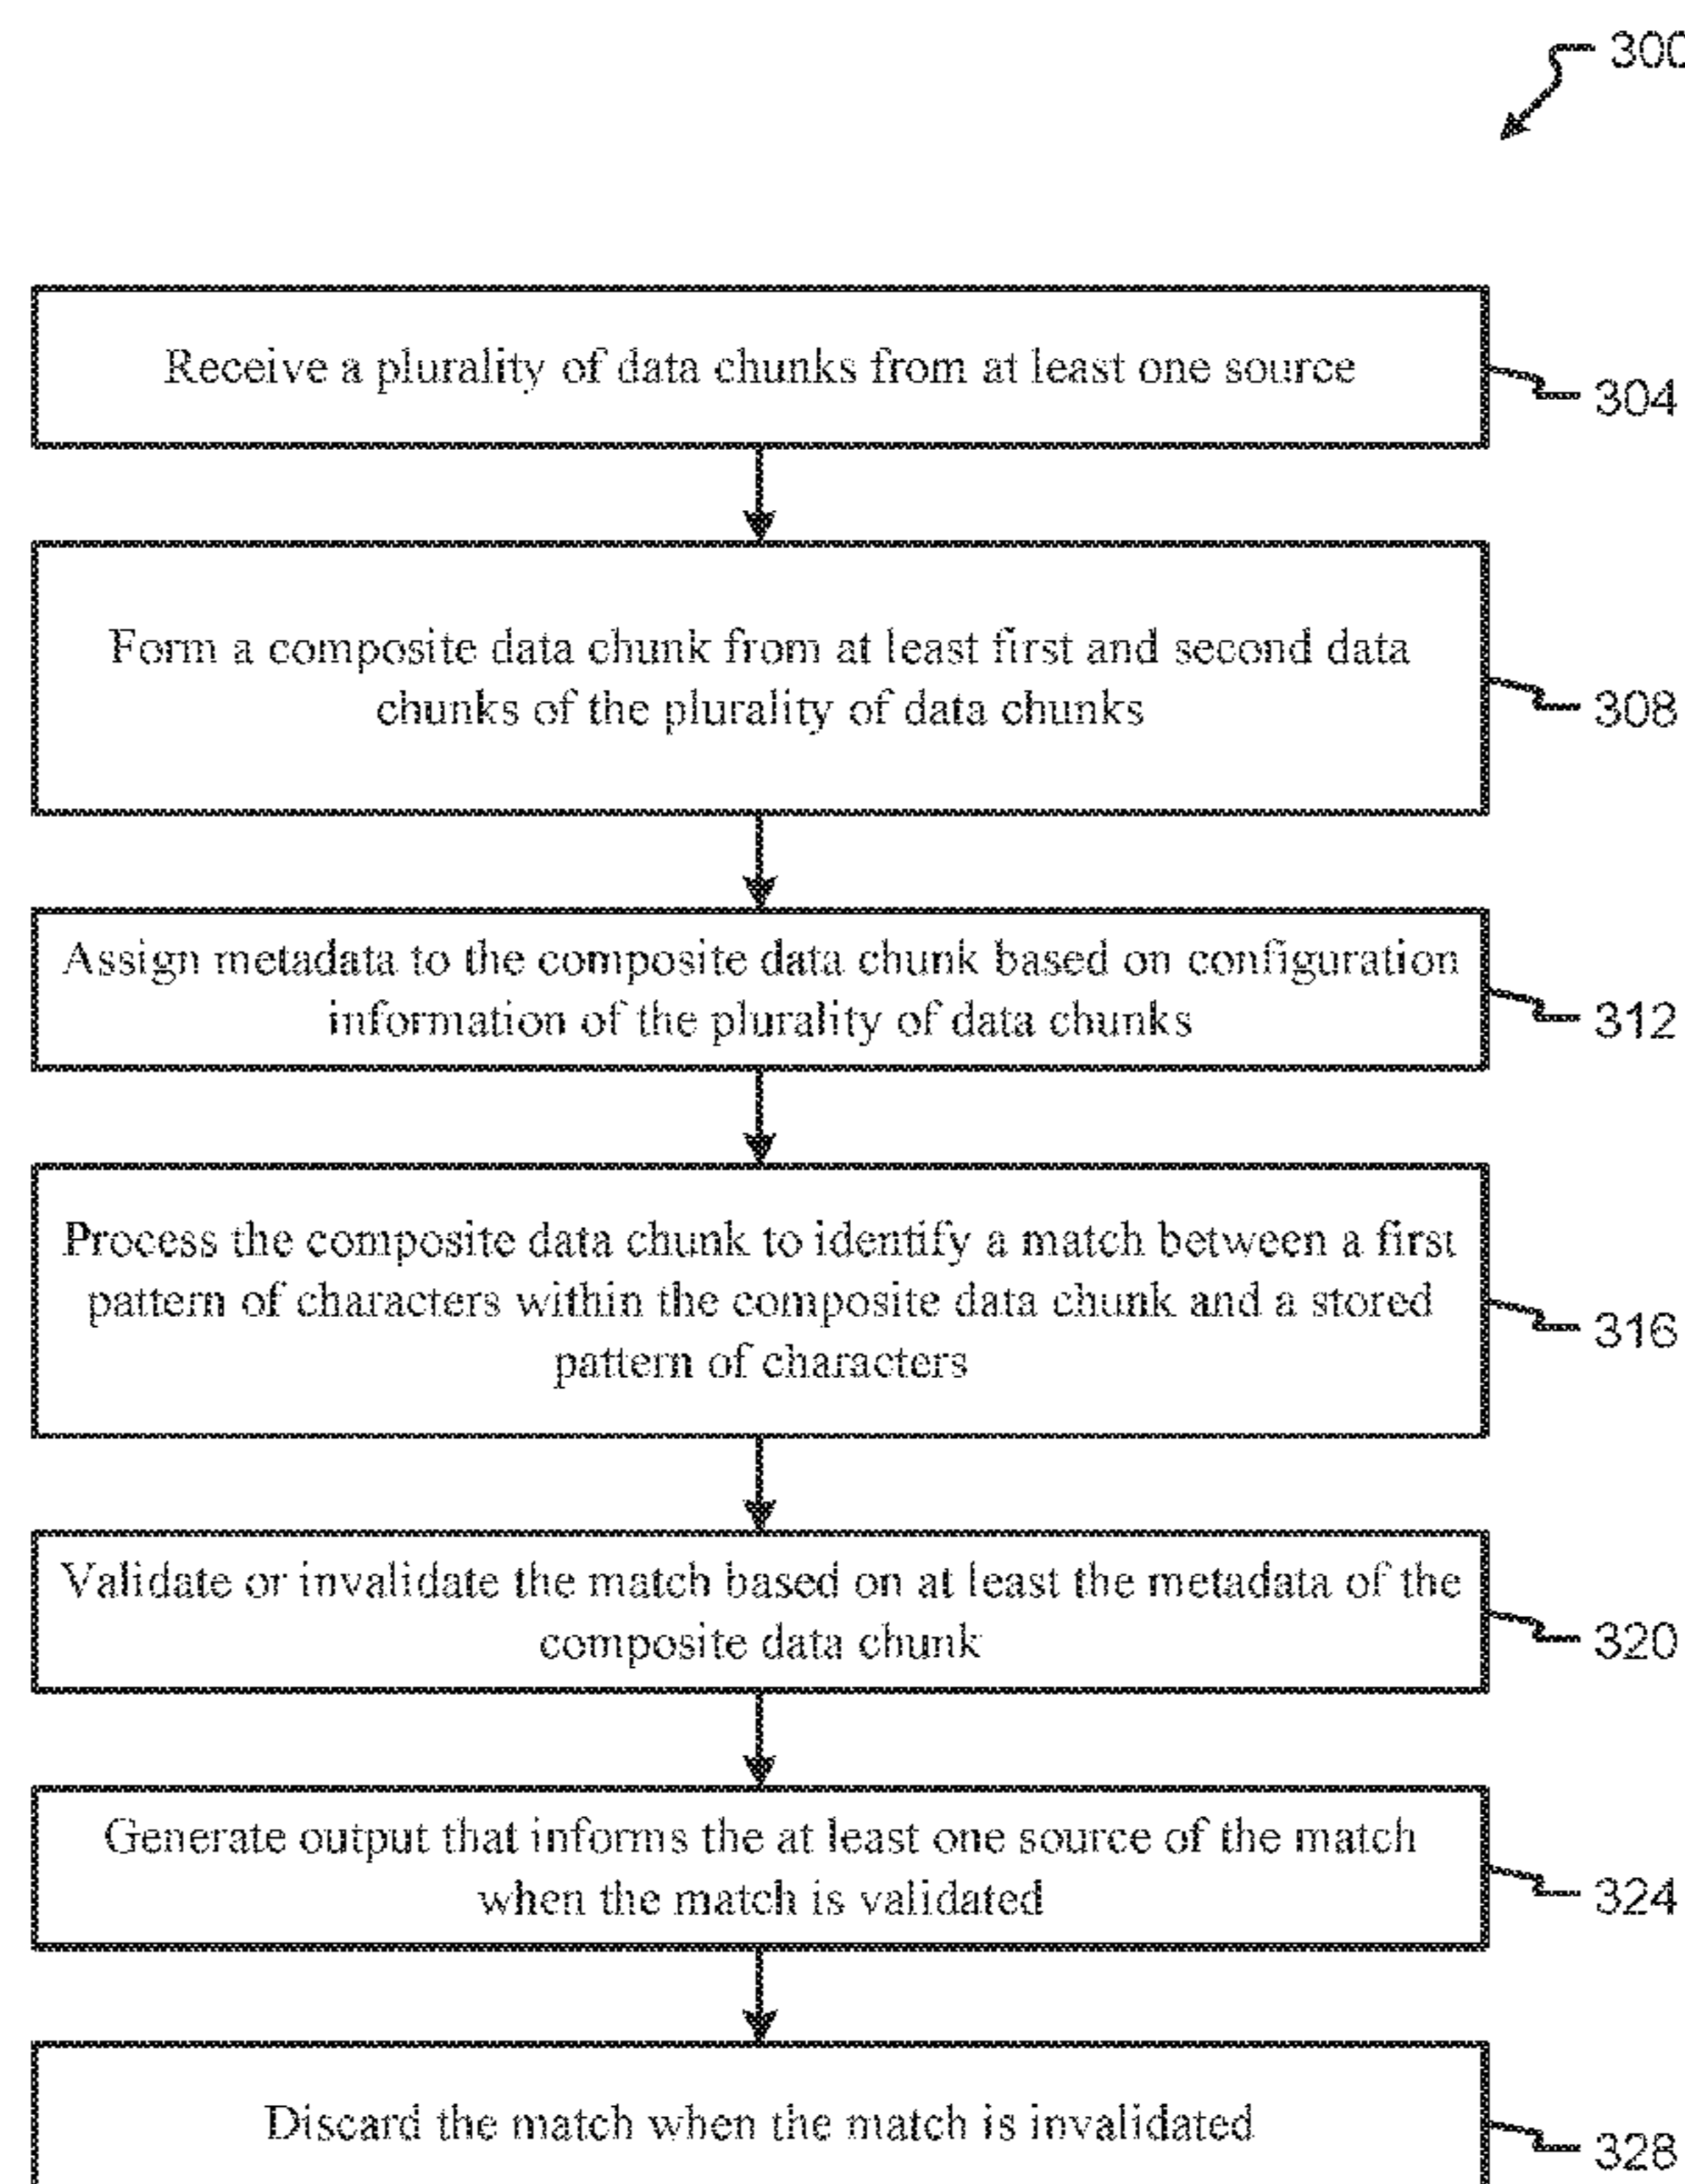 300
Receive a plurality of data chunks from at least one source
304
Form a composite data chunk from at least first and second data
chunks of the plurality of data chunks
308
Assign metadata to the composite data chunk based on configuration
information of the plurality of data chunks
312
Process the composite data chunk to identify a match between a first
pattern of characters within the composite data chunk and a stored
pattern of characters
316
Validate or invalidate the match based on at least the metadata of the
composite data chunk
320
Generate output that informs the at least one source of the match
when the match is validated
324
Discard the match when the match is invalidated
328